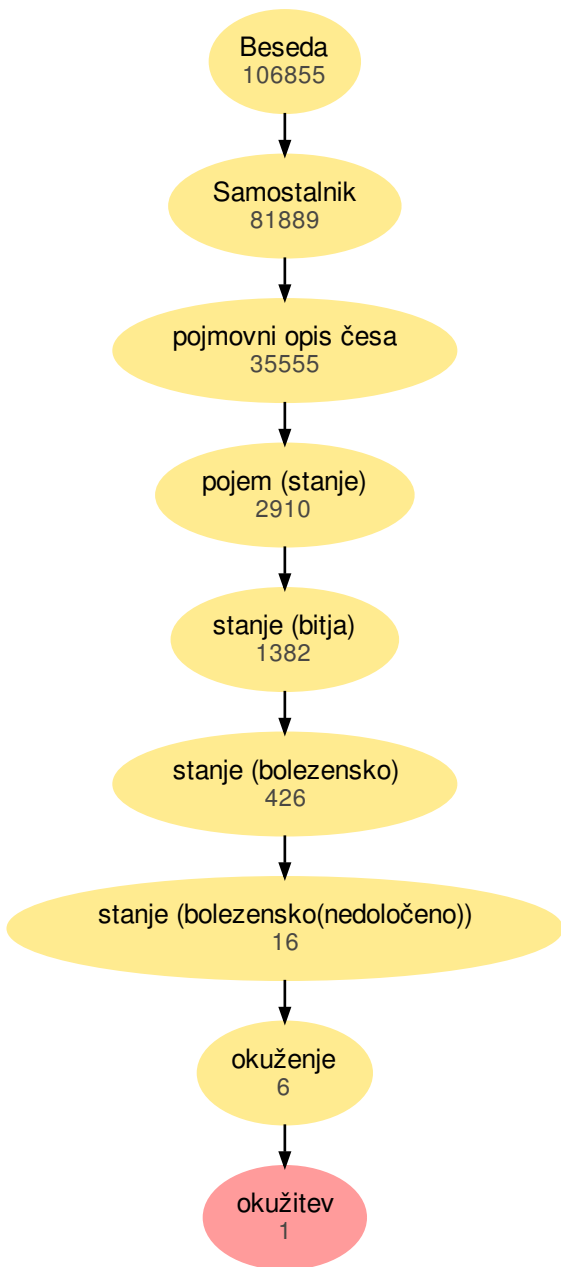 Beseda
106855
Samostalnik
81889
pojmovni opis česa
35555
pojem (stanje)
2910
stanje (bitja)
1382
stanje (bolezensko)
426
stanje (bolezensko(nedoločeno))
16
okuženje
6
okužitev
1